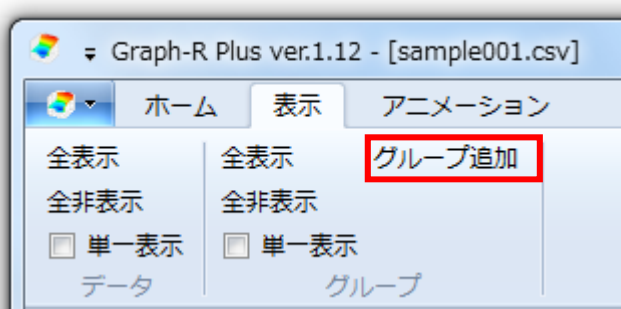 Graph-R Plus ver.1.12 - [sample001.csv]
ホーム 表示 アニメーション
全表示 全表示 グループ追加
全非表示 全非表示
単一表示 単一表示
データ グループ